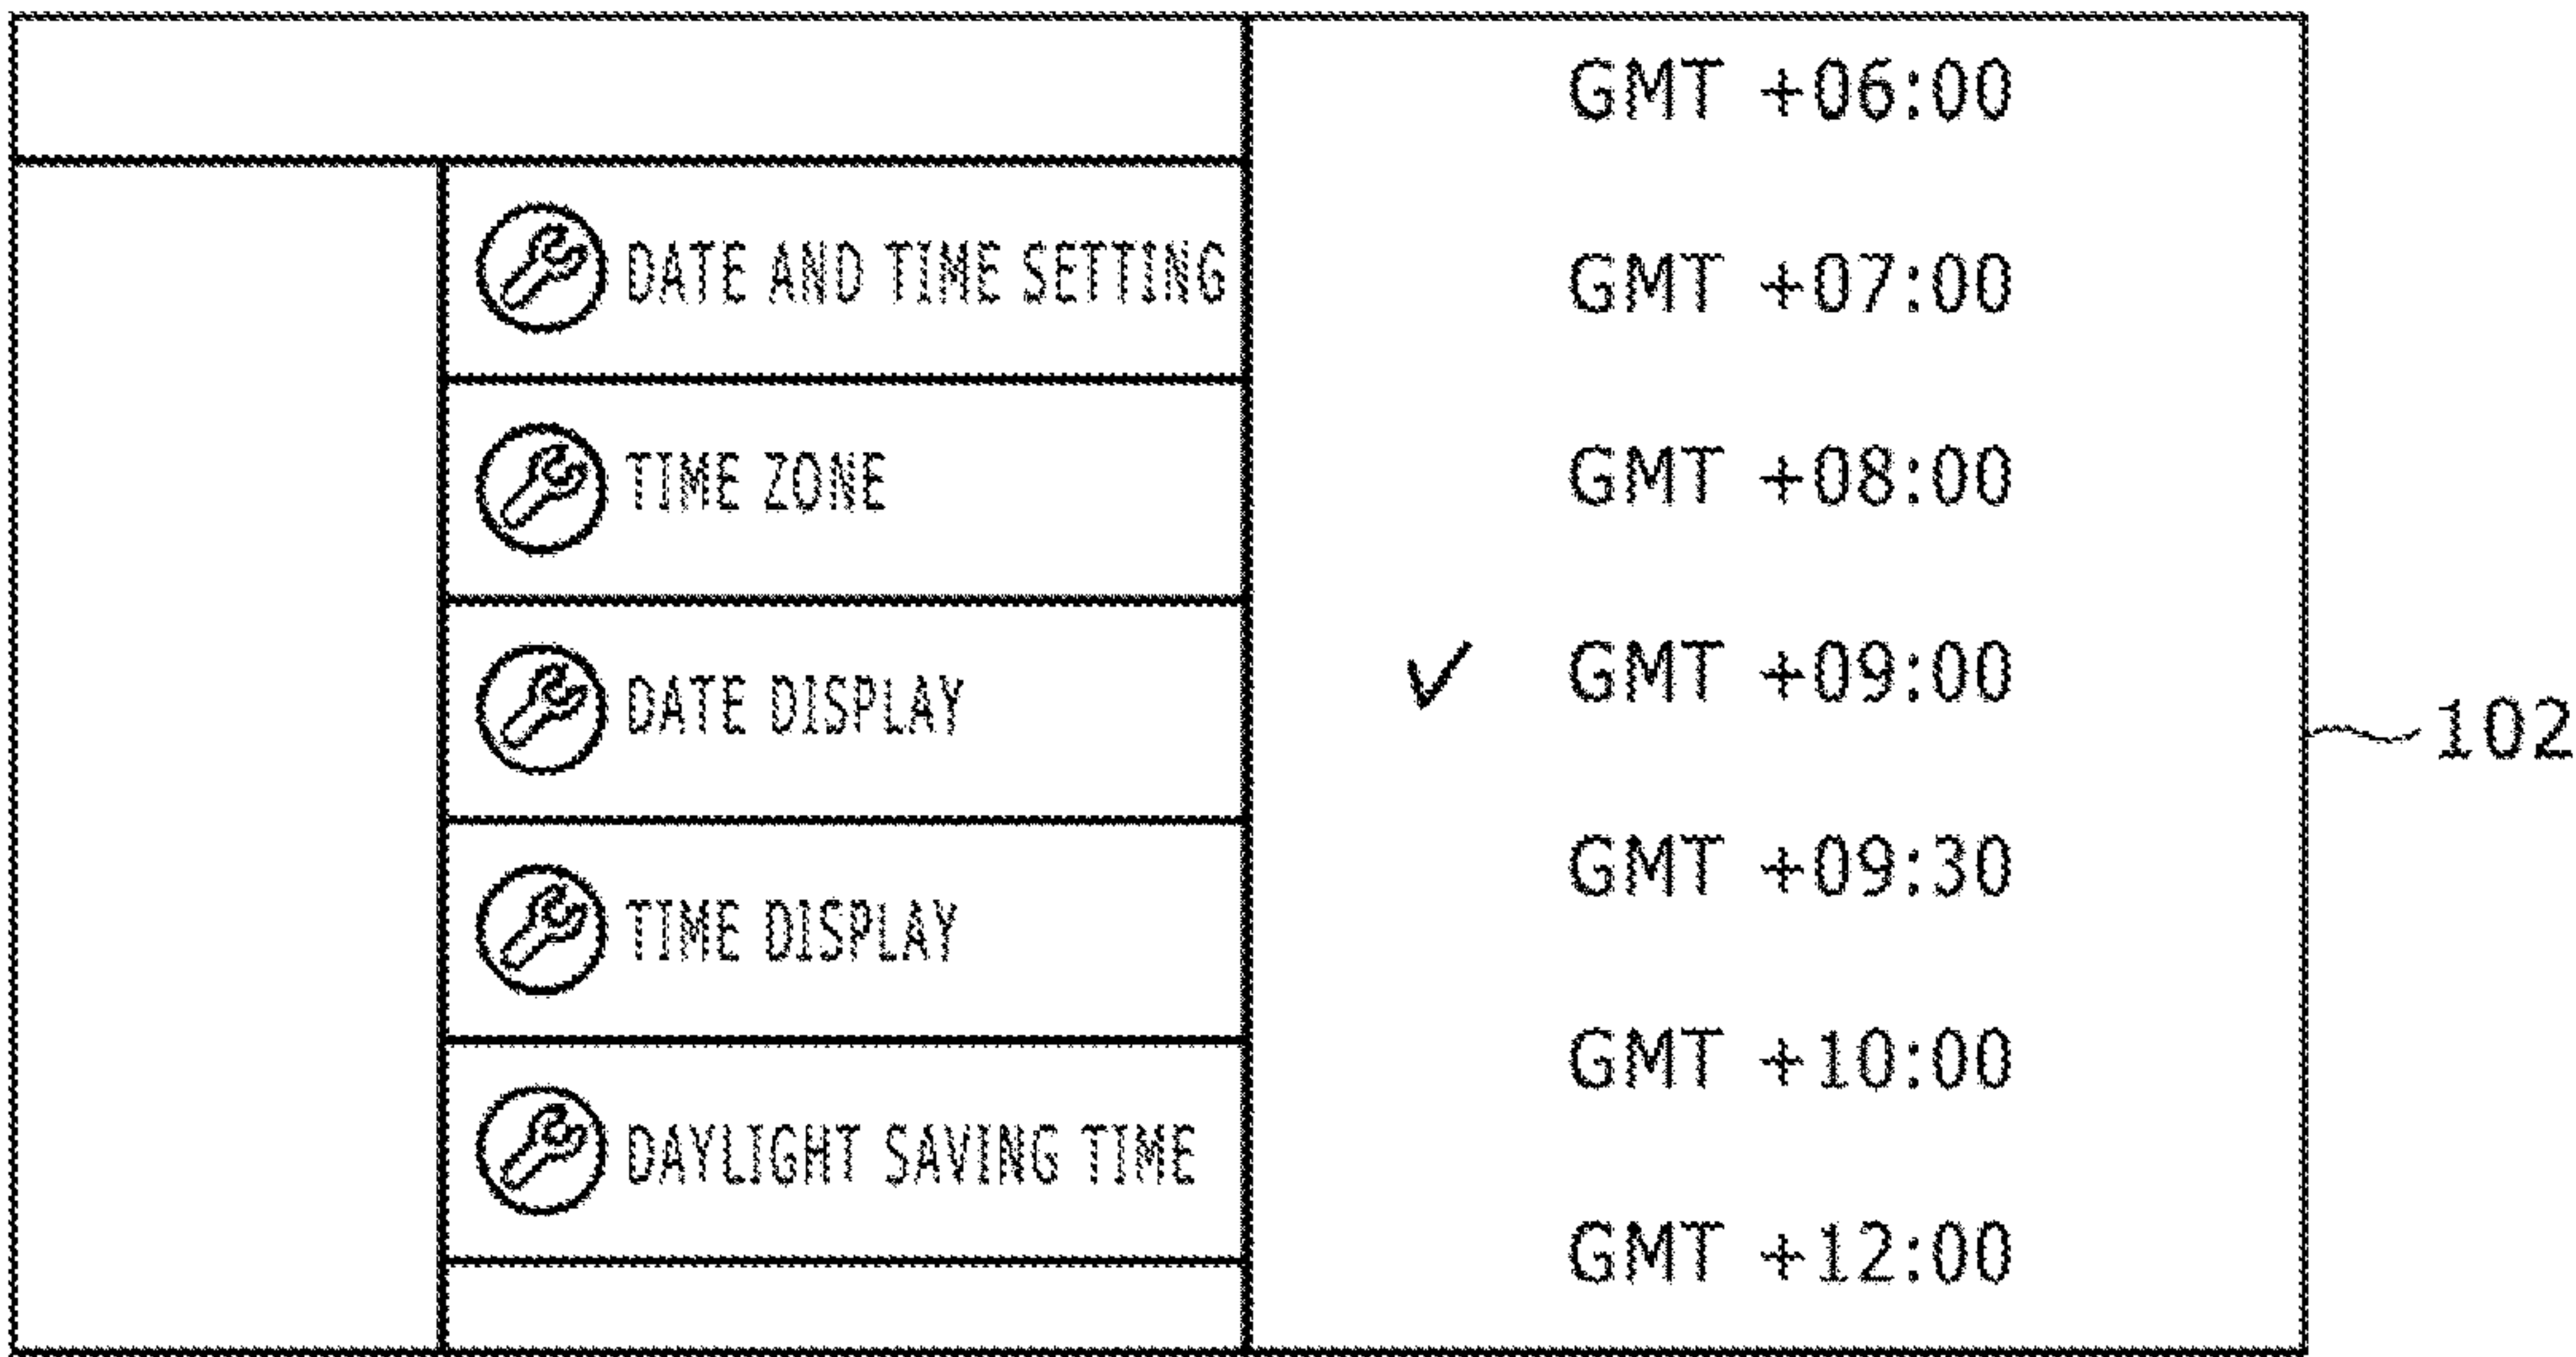 DATE AND TIME SETTING
TIME ZONE
DATE DISPLAY
TIME DISPLAY
DAYLIGHT SAVING TIME
GMT +06:00
GMT +07:00
GMT +08:00
✓ GMT +09:00
GMT +09:30
GMT +10:00
GMT +12:00
102